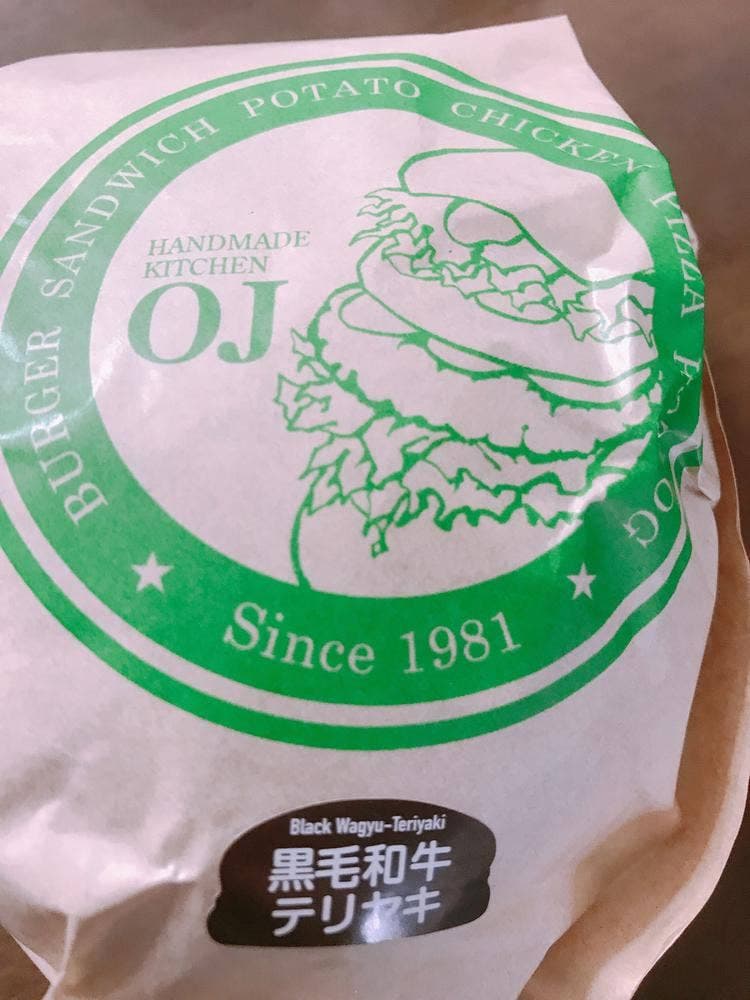 BURGER SANDWICH POTATO CHICKEN PIZZA
HANDMADE
KITCHEN
OJ
Since 1981
Black Wagyu-Teriyaki
黒毛和牛
テリヤキ